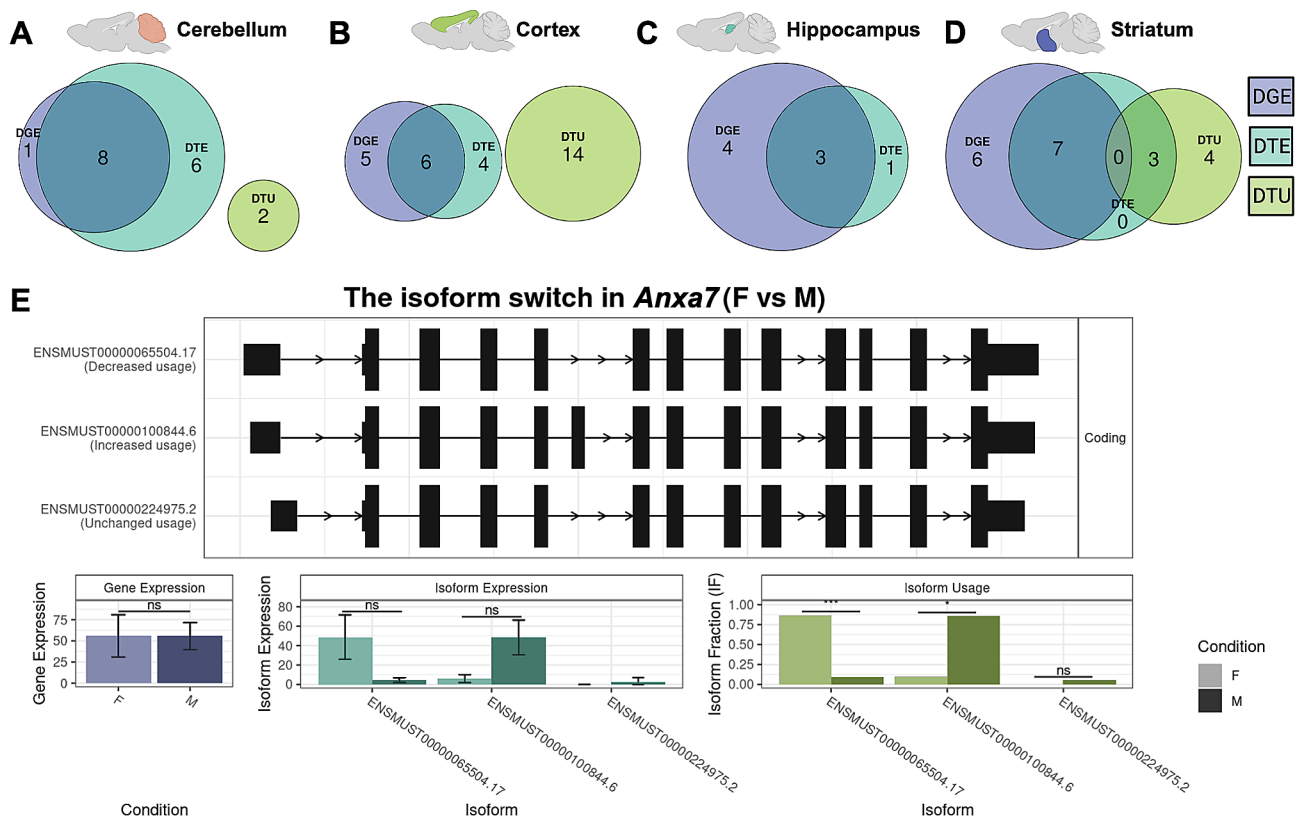 A Cerebellum
DGE
1
8
DTE
6
DTU
2
B Cortex
DGE
5
6
DTE
4
DTU
14
C Hippocampus
DGE
4
3
DTE
1
D Striatum
DGE
6
7
0
3
DTU
4
DTE
0
DGE
DTE
DTU
E
The isoform switch in Anxa7 (F vs M)
ENSMUST00000065504.17
(Decreased usage)
ENSMUST00000100844.6
(Increased usage)
ENSMUST00000224975.2
(Unchanged usage)
Coding
Gene Expression
Gene Expression
75
50
25
0
ns
F
M
Condition
Isoform Expression
Isoform Expression
80
60
40
20
0
ns
ns
ENSMUST00000065504.17
ENSMUST00000100844.6
ENSMUST00000224975.2
Isoform
Isoform Usage
Isoform Fraction (IF)
1.00
0.75
0.50
0.25
0.00
***
*
ns
ENSMUST00000065504.17
ENSMUST00000100844.6
ENSMUST00000224975.2
Isoform
Condition
F
M